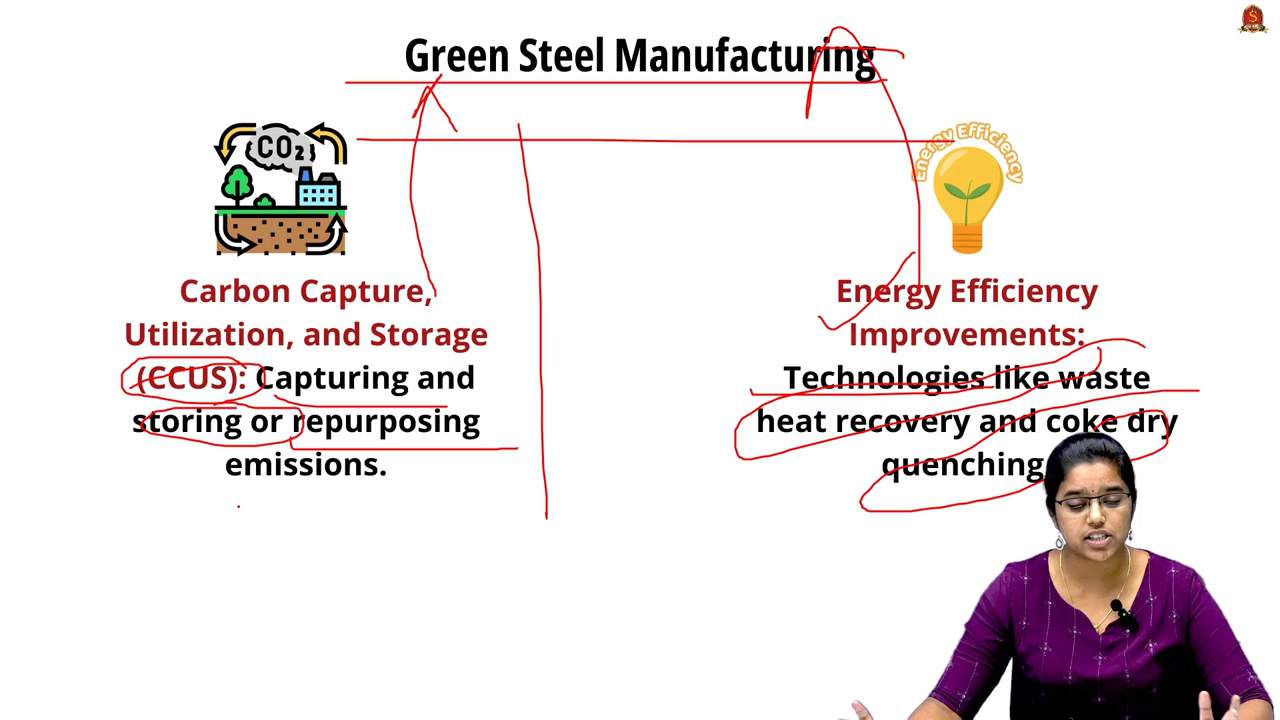 Green Steel Manufacturing
CO₂
Energy Efficiency
Carbon Capture,
Utilization, and Storage
(CCUS): Capturing and
storing or repurposing
emissions.
Energy Efficiency
Improvements:
Technologies like waste
heat recovery and coke dry
quenching